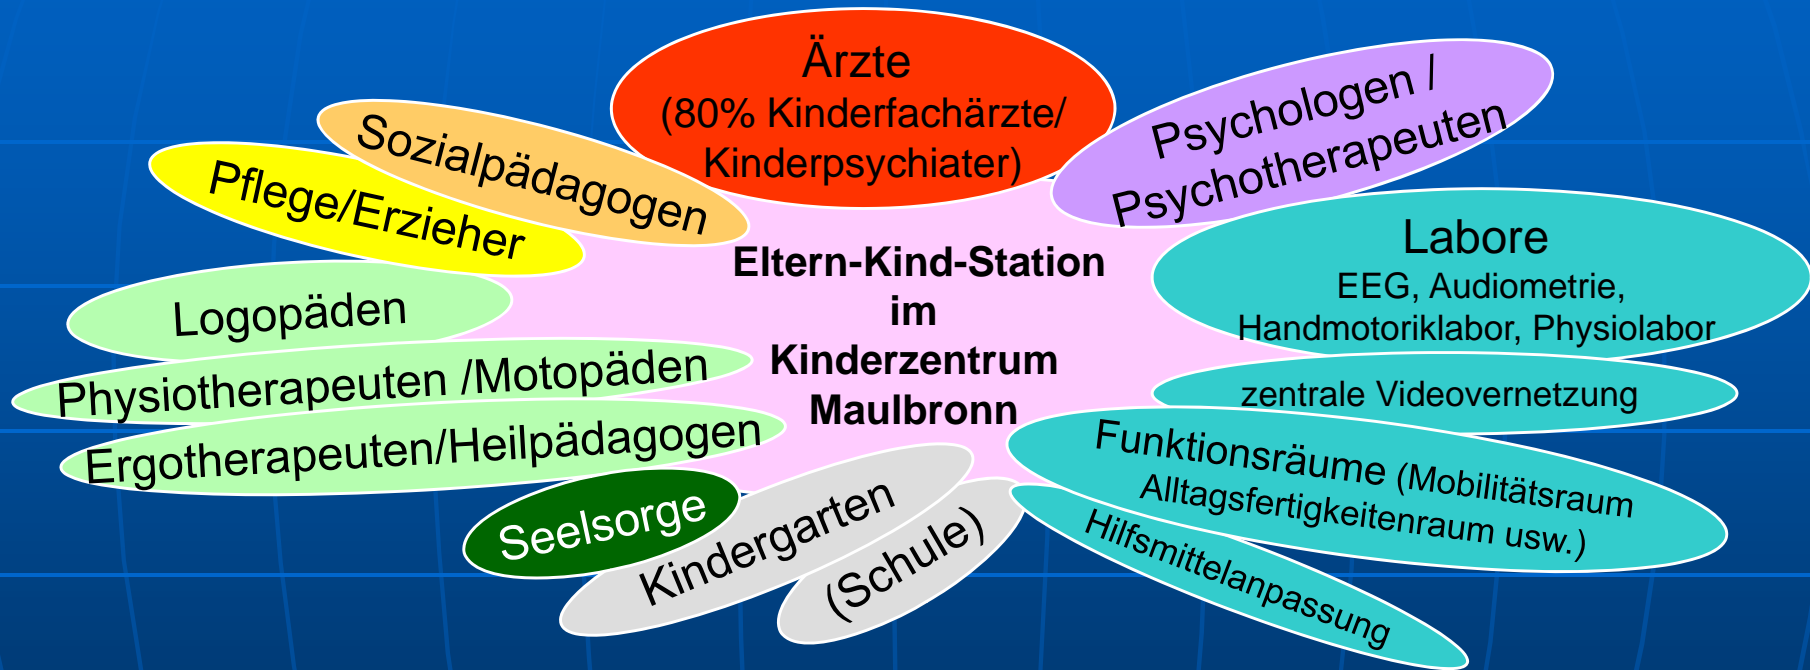 Ärzte
(80% Kinderfachärzte/
Kinderpsychiater)
Psychologen /
Psychotherapeuten
Sozialpädagogen
Pflege/Erzieher
Labore
EEG, Audiometrie,
Handmotoriklabor, Physiolabor
Eltern-Kind-Station
im
Kinderzentrum
Maulbronn
Logopäden
Physiotherapeuten /Motopäden
Ergotherapeuten/Heilpädagogen
zentrale Videovernetzung
Funktionsräume (Mobilitätsraum
Alltagsfertigkeitenraum usw.)
Seelsorge
Kindergarten
(Schule)
Hilfsmittelanpassung